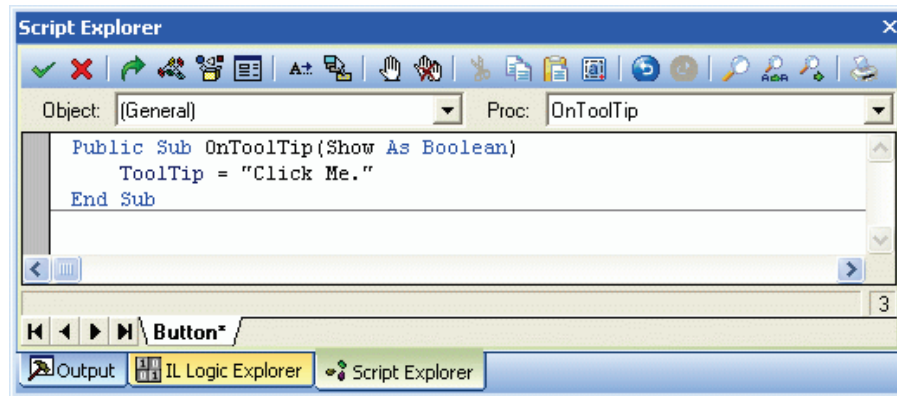 Script Explorer
Object: (General) Proc: OnToolTip
Public Sub OnToolTip(Show As Boolean)
ToolTip = "Click Me."
End Sub
3
Button*
Output IL Logic Explorer Script Explorer